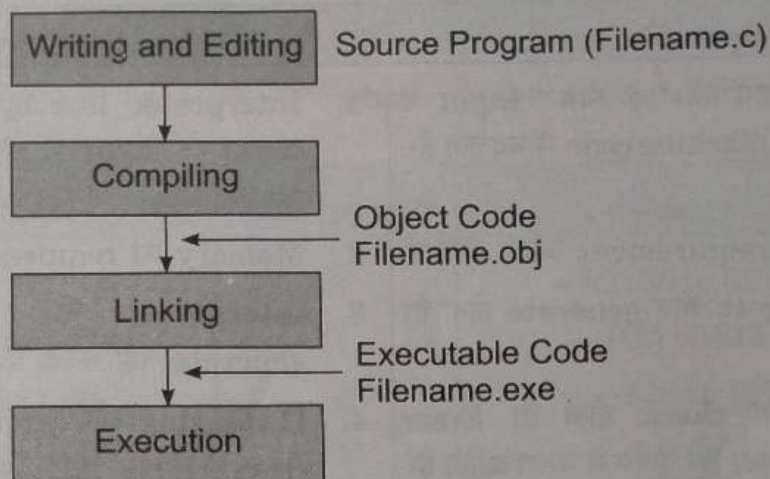 Writing and Editing Source Program (Filename.c)
Compiling
Object Code
Filename.obj
Linking
Executable Code
Filename.exe
Execution